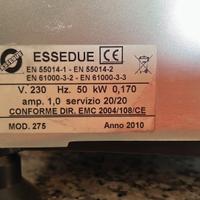 ESSEDUE CE
EN 55014-1 - EN 55014-2
EN 61000-3-2 - EN 61000-3-3
V. 230 Hz. 50 kW 0,170
amp. 1,0 servizio 20/20
CONFORME DIR. EMC 2004/108/CE
MOD. 275 Anno 2010